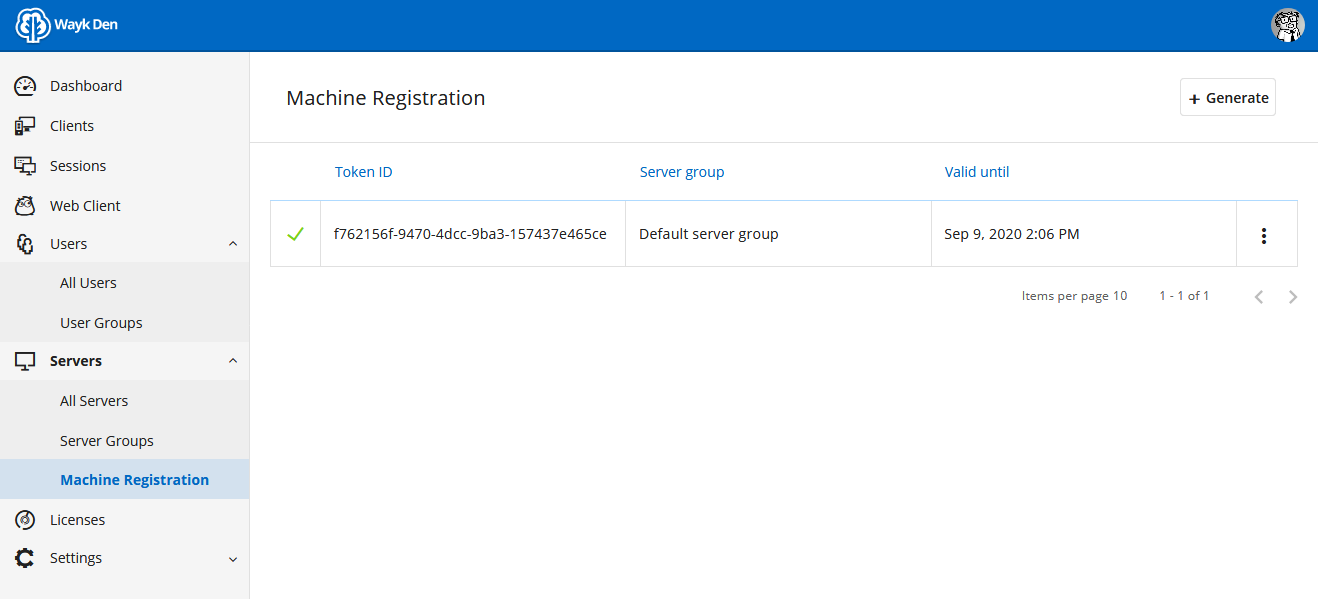 Wayk Den
Dashboard
Clients
Sessions
Web Client
Users
All Users
User Groups
Servers
All Servers
Server Groups
Machine Registration
Licenses
Settings
Machine Registration
+ Generate
Token ID Server group Valid until
f762156f-9470-4dcc-9ba3-157437e465ce Default server group Sep 9, 2020 2:06 PM
Items per page 10 1 - 1 of 1